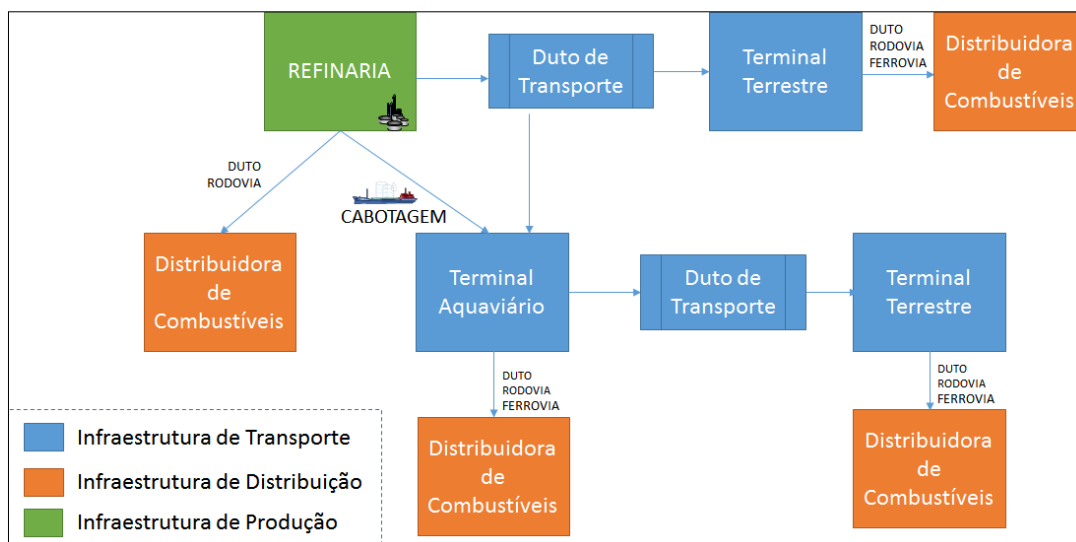 REFINARIA
Duto de
Transporte
Terminal
Terrestre
DUTO
RODOVIA
FERROVIA
Distribuidora
de
Combustíveis
DUTO
RODOVIA
CABOTAGEM
Distribuidora
de
Combustíveis
Terminal
Aquaviário
Duto de
Transporte
Terminal
Terrestre
DUTO
RODOVIA
FERROVIA
DUTO
RODOVIA
FERROVIA
Distribuidora
de
Combustíveis
Distribuidora
de
Combustíveis
Infraestrutura de Transporte
Infraestrutura de Distribuição
Infraestrutura de Produção